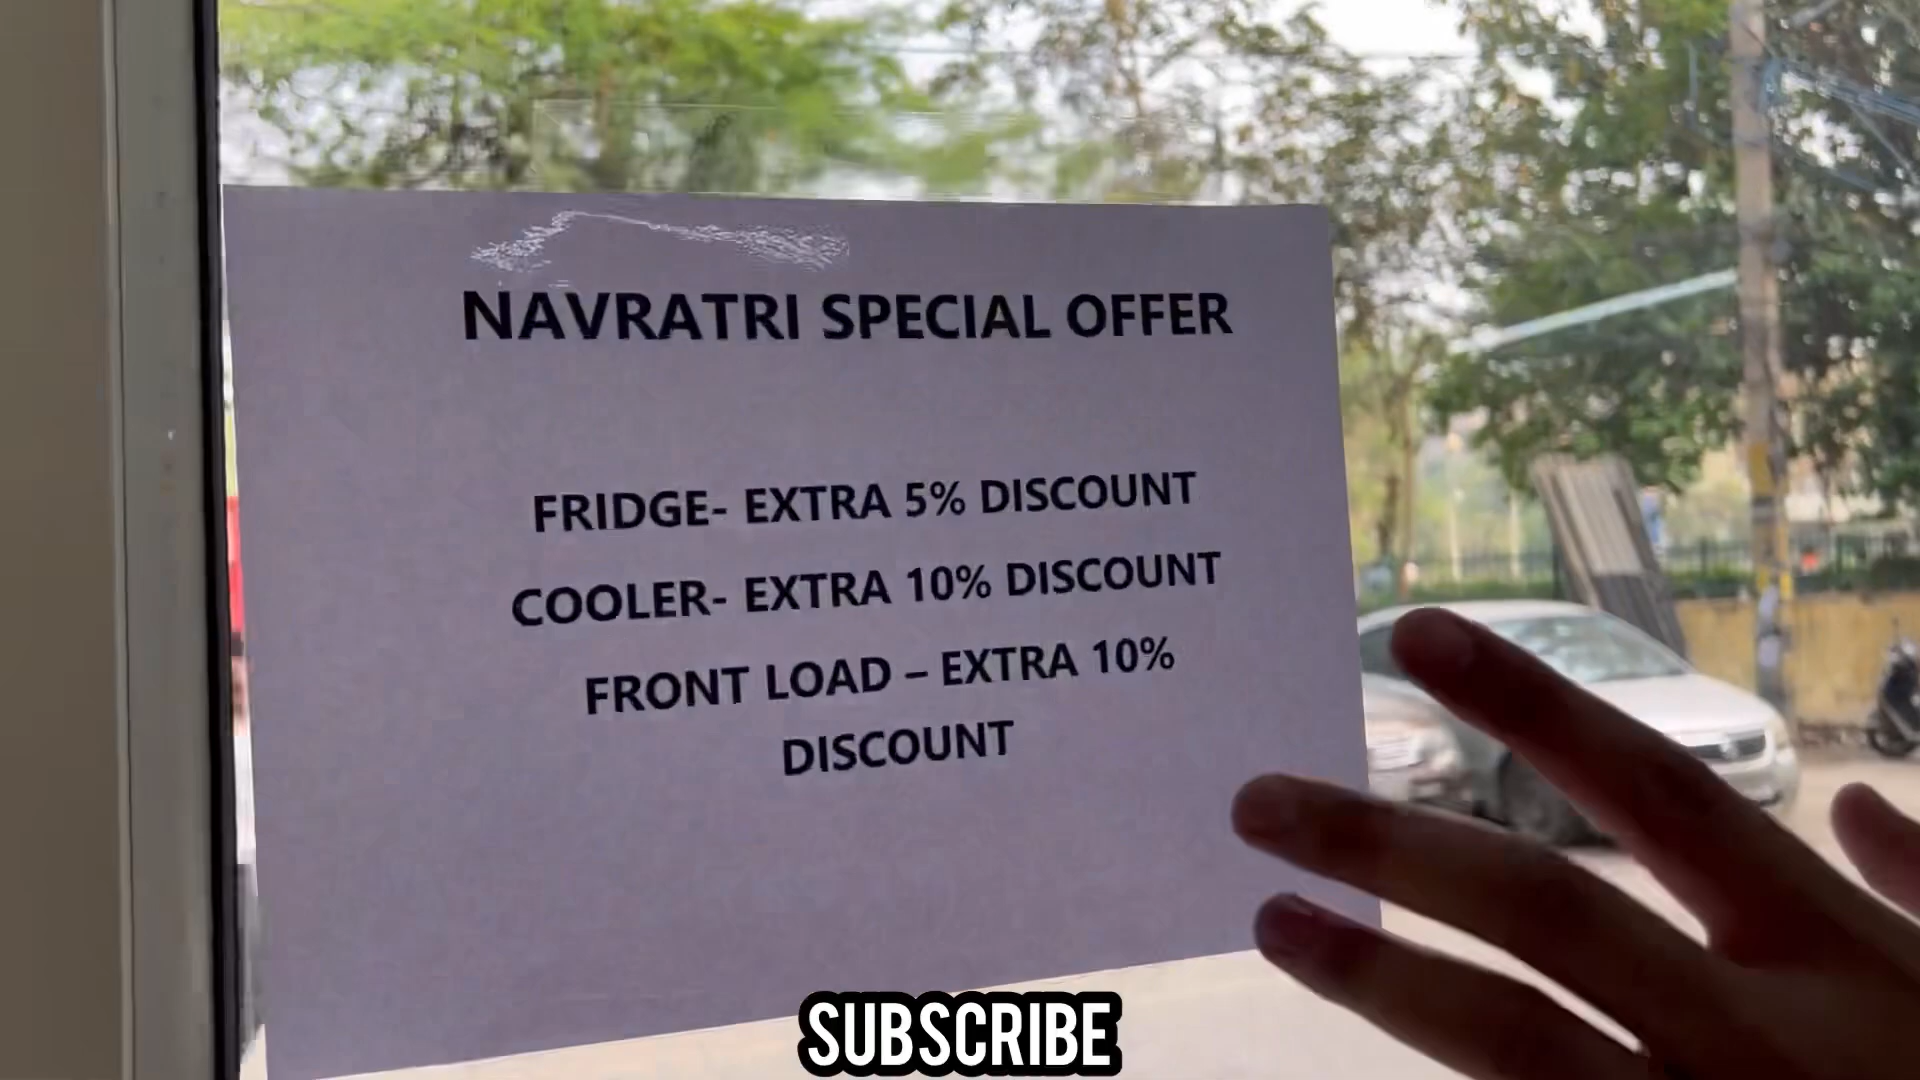 NAVRATRI SPECIAL OFFER
FRIDGE- EXTRA 5% DISCOUNT
COOLER- EXTRA 10% DISCOUNT
FRONT LOAD – EXTRA 10%
DISCOUNT
SUBSCRIBE